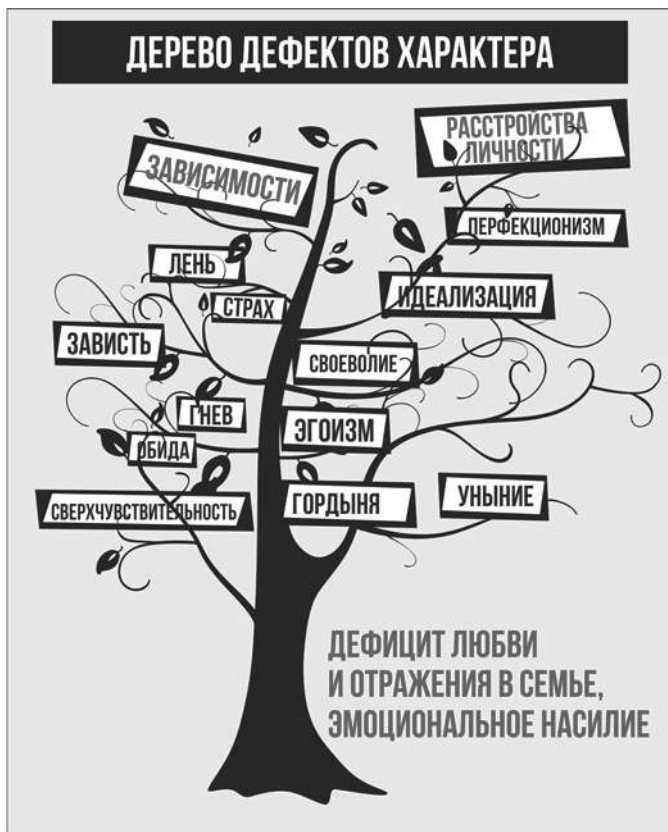 ДЕРЕВО ДЕФЕКТОВ ХАРАКТЕРА
РАССТРОЙСТВА
ЛИЧНОСТИ
ЗАВИСИМОСТИ
ПЕРФЕКЦИОНИЗМ
ЛЕНЬ
ИДЕАЛИЗАЦИЯ
СТРАХ
ЗАВИСТЬ
СВОЕВОЛИЕ
ГНЕВ
ЭГОИЗМ
ОБИДА
СВЕРХЧУВСТВИТЕЛЬНОСТЬ
ГОРДЫНЯ
УНЫНИЕ
ДЕФИЦИТ ЛЮБВИ
И ОТРАЖЕНИЯ В СЕМЬЕ,
ЭМОЦИОНАЛЬНОЕ НАСИЛИЕ